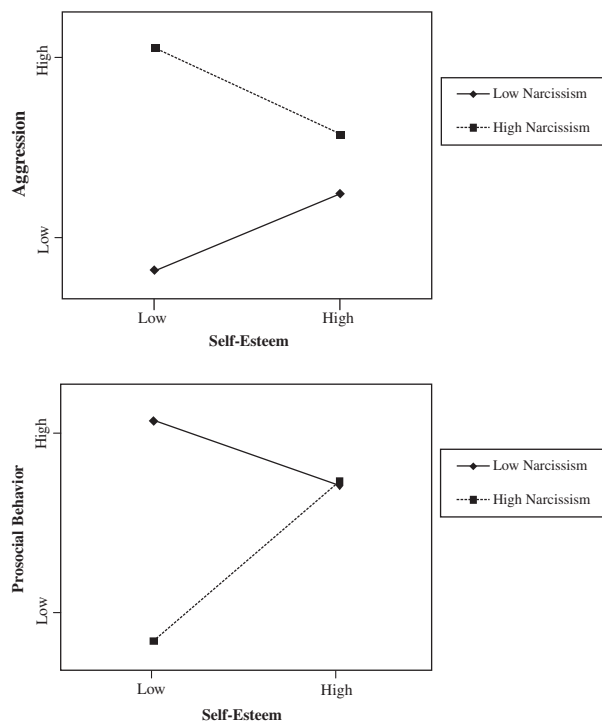 High
Aggression
Low
Low
High
Self-Esteem
Low Narcissism
High Narcissism
High
Prosocial Behavior
Low
Low
High
Self-Esteem
Low Narcissism
High Narcissism